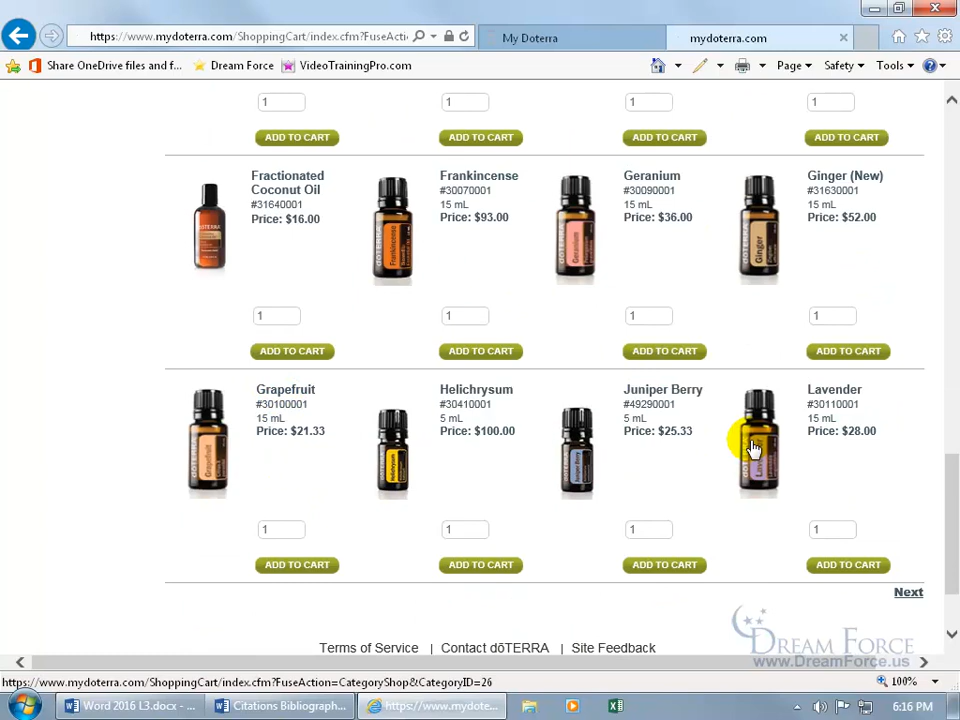 https://www.mydoterra.com/ShoppingCart/index.cfm?FuseActi
My Doterra
mydoterra.com
Share OneDrive files and f...
Dream Force
VideoTrainingPro.com
Page
Safety
Tools
1 1 1 1
ADD TO CART ADD TO CART ADD TO CART ADD TO CART
Fractionated
Coconut Oil
#31640001
Price: $16.00
Frankincense
#30070001
15 mL
Price: $93.00
Geranium
#30090001
15 mL
Price: $36.00
Ginger (New)
#31630001
15 mL
Price: $52.00
Frankincense
Geranium
Ginger
1 1 1 1
ADD TO CART ADD TO CART ADD TO CART ADD TO CART
Grapefruit
#30100001
15 mL
Price: $21.33
Helichrysum
#30410001
5 mL
Price: $100.00
Juniper Berry
#49290001
5 mL
Price: $25.33
Lavender
#30110001
15 mL
Price: $28.00
Grapefruit
Helichrysum
Juniper Berry
1 1 1 1
ADD TO CART ADD TO CART ADD TO CART ADD TO CART
Next
Terms of Service | Contact dōTERRA | Site Feedback
DREAM FORCE
www.DreamForce.us
https://www.mydoterra.com/ShoppingCart/index.cfm?FuseAction=CategoryShop&CategoryID=26
100%
Word 2016 L3.docx - ...
Citations Bibliograph...
https://www.mydote...
6:16 PM